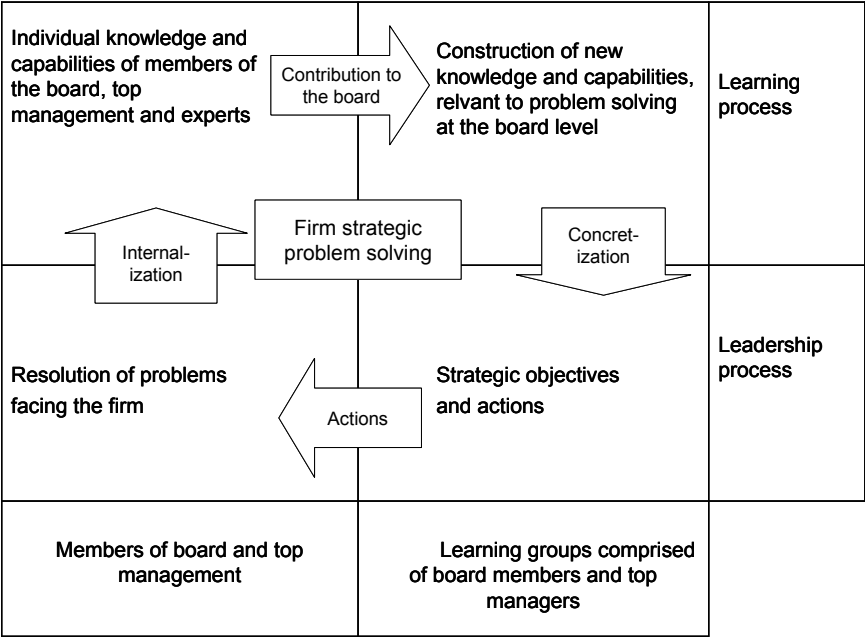 Individual knowledge and
capabilities of members of
the board, top
management and experts
Contribution to
the board
Construction of new
knowledge and capabilities,
relvant to problem solving
at the board level
Learning
process
Internal-
ization
Firm strategic
problem solving
Concret-
ization
Resolution of problems
facing the firm
Actions
Strategic objectives
and actions
Leadership
process
Members of board and top
management
Learning groups comprised
of board members and top
managers